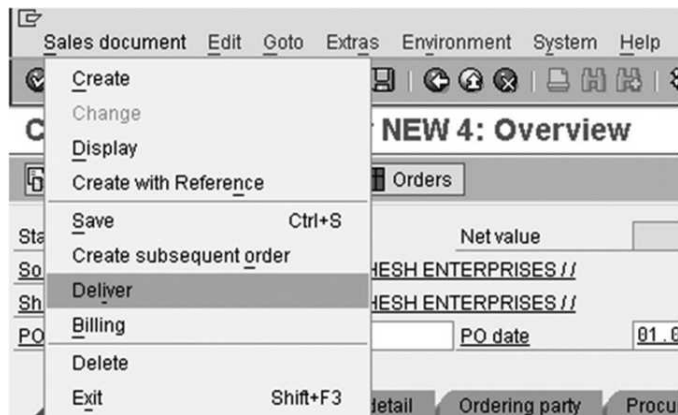 Sales document Edit Goto Extras Environment System Help
Create
Change
NEW 4: Overview
Display
Create with Reference Orders
Save Ctrl+S
Net value
Create subsequent order
HESH ENTERPRISES //
Deliver
HESH ENTERPRISES //
Billing
PO PO date 01.0
Delete
Exit Shift+F3
detail Ordering party Procu